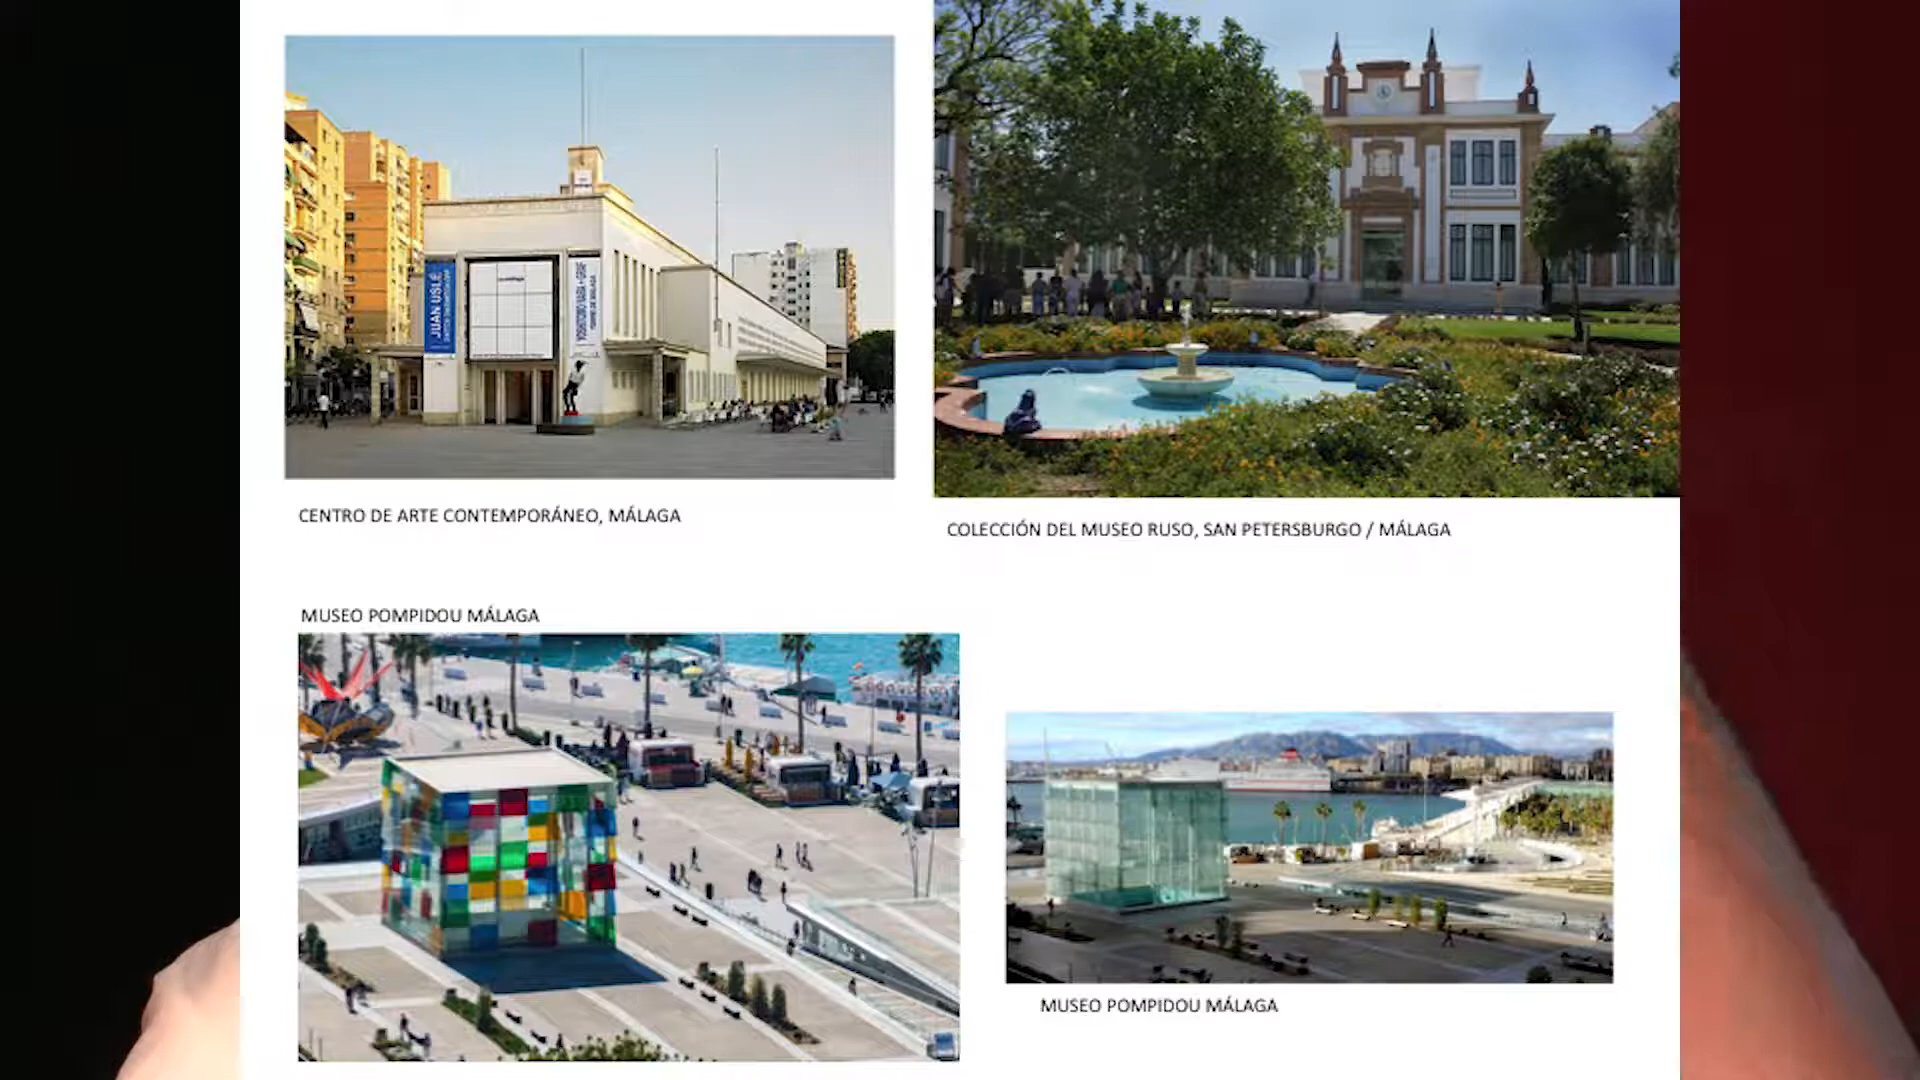 JUAN USLÉ
CENTRO DE ARTE CONTEMPORÁNEO, MÁLAGA
COLECCIÓN DEL MUSEO RUSO, SAN PETERSBURGO / MÁLAGA
MUSEO POMPIDOU MÁLAGA
MUSEO POMPIDOU MÁLAGA